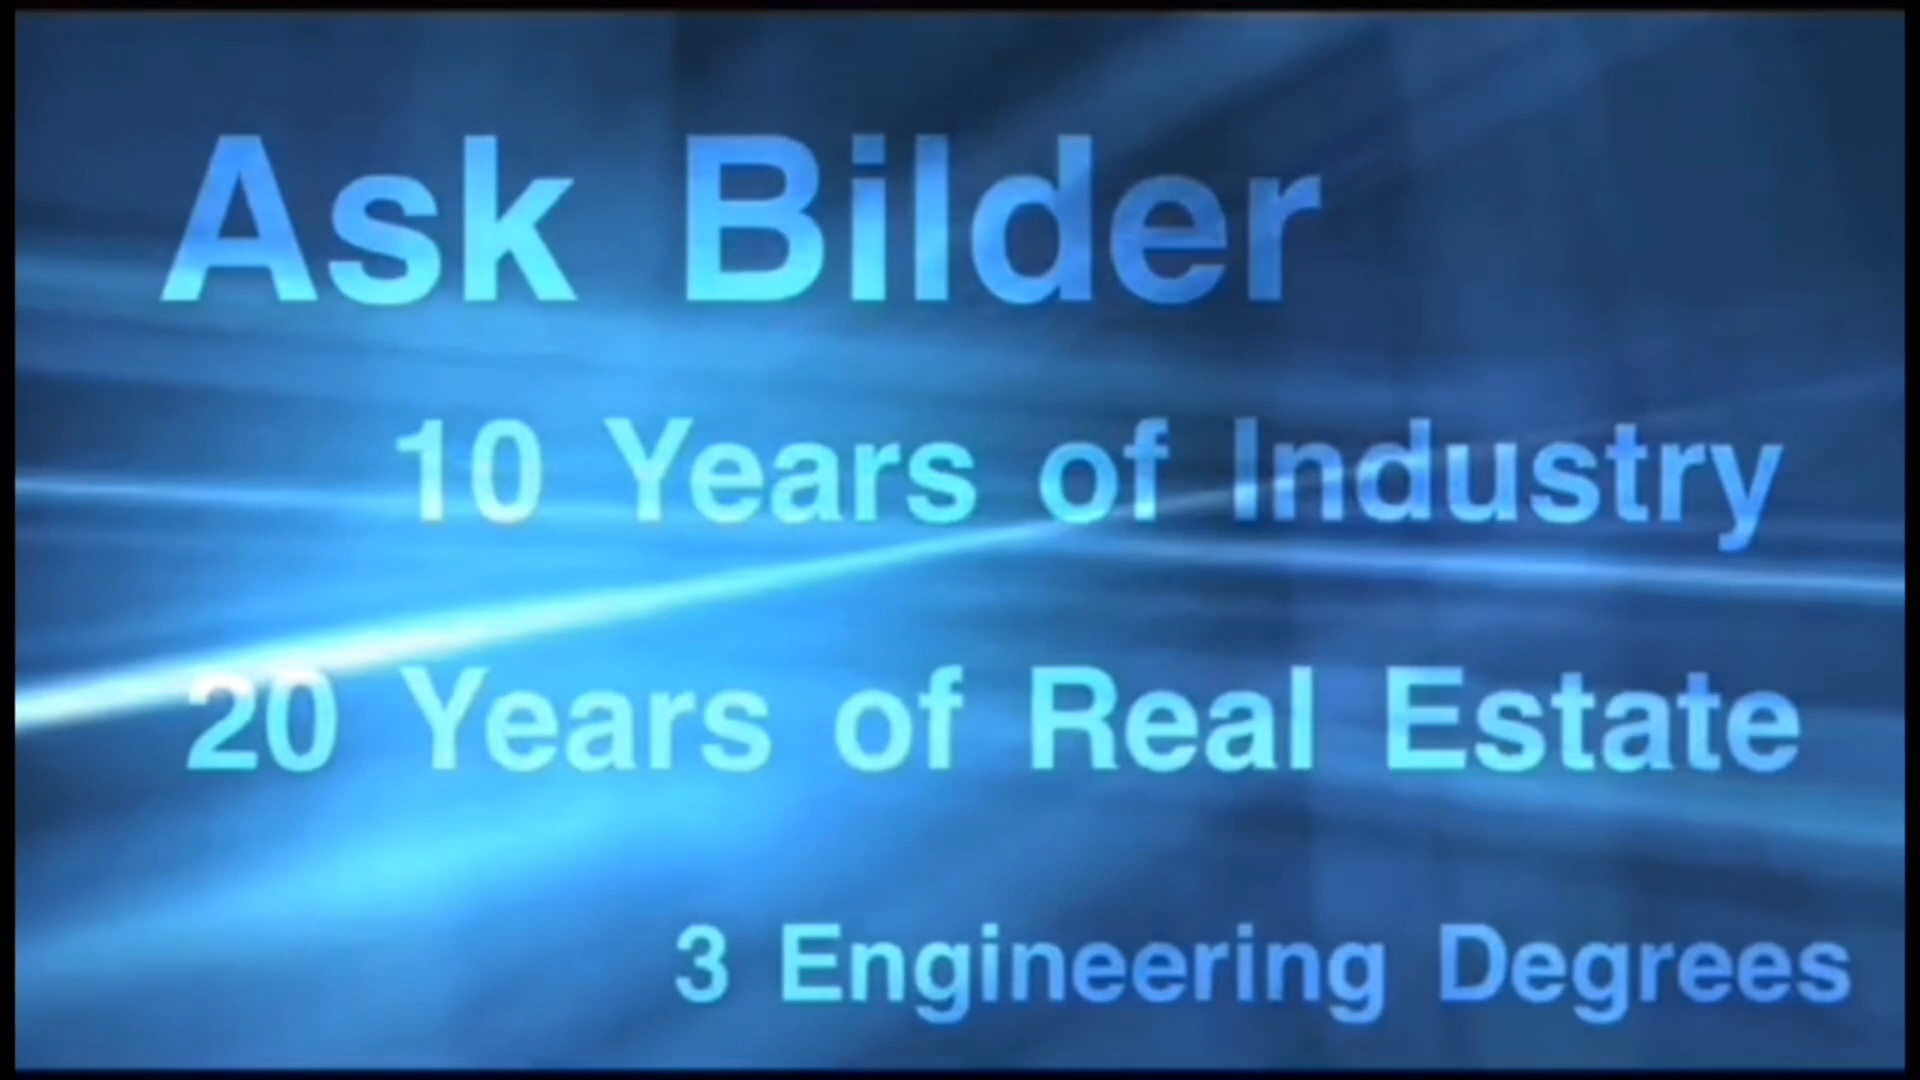 Ask Bilder
10 Years of Industry
20 Years of Real Estate
3 Engineering Degrees